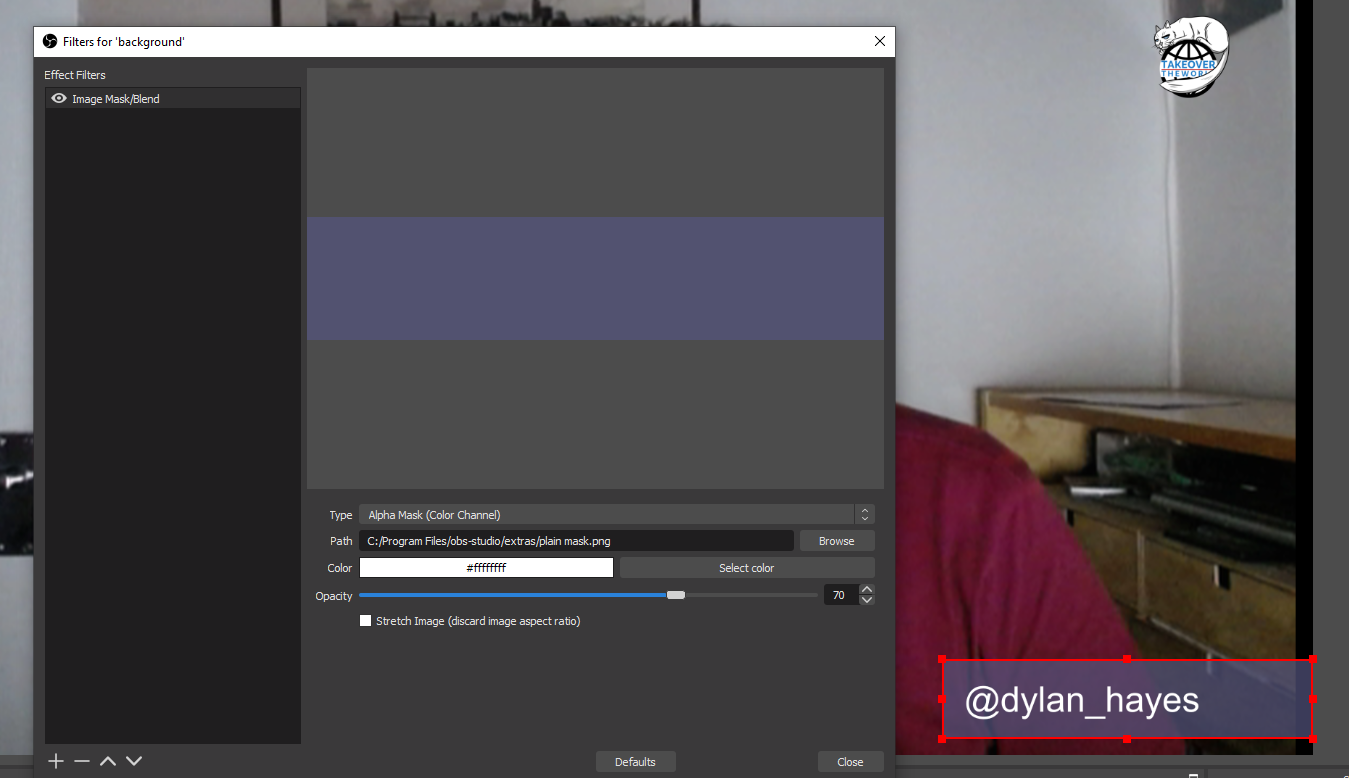 Filters for 'background'
Effect Filters
Image Mask/Blend
Type Alpha Mask (Color Channel)
Path C:/Program Files/obs-studio/extras/plain mask.png Browse
Color #ffffffff Select color
Opacity 70
Stretch Image (discard image aspect ratio)
Defaults Close
TAKEOVER
@dylan_hayes